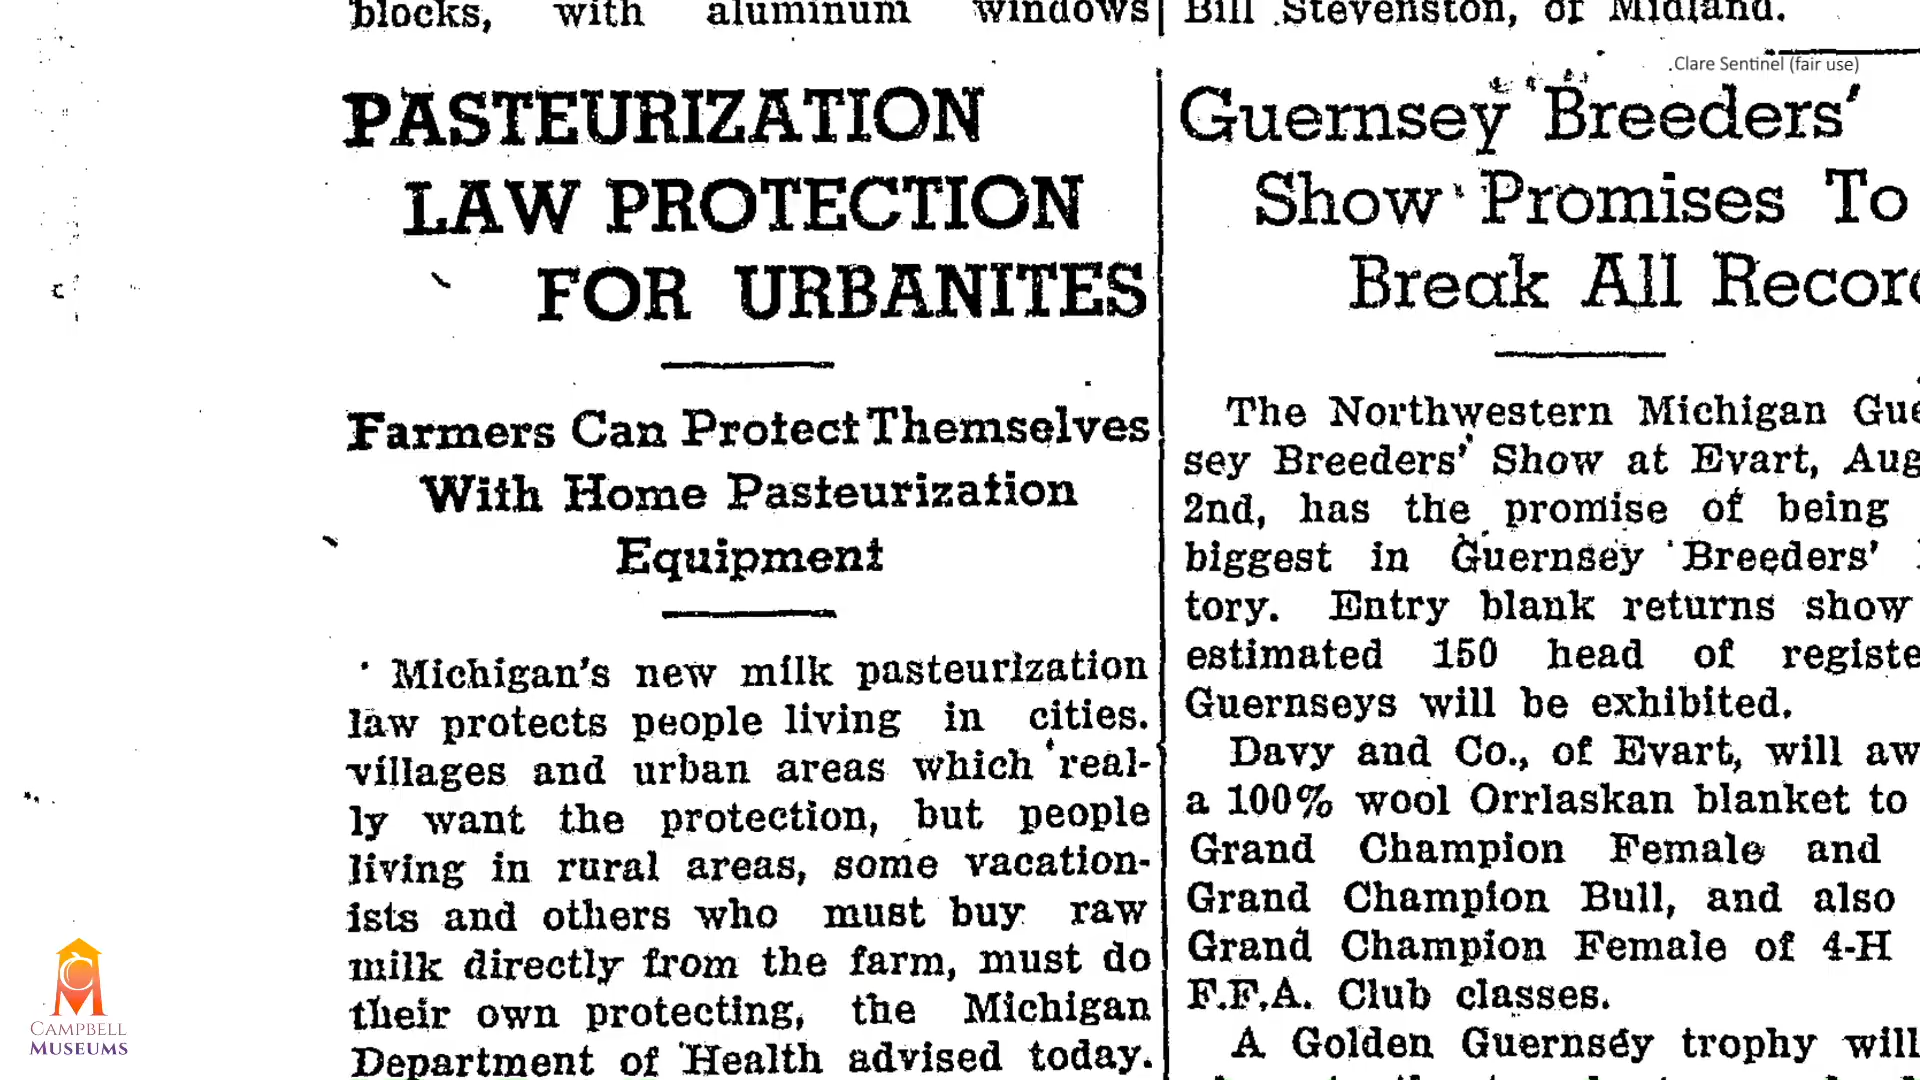 blocks, with aluminum windows
PASTEURIZATION
LAW PROTECTION
FOR URBANITES
Farmers Can Protect Themselves
With Home Pasteurization
Equipment
Michigan's new milk pasteurization
law protects people living in cities.
villages and urban areas which real-
ly want the protection, but people
living in rural areas, some vacation-
ists and others who must buy raw
milk directly from the farm, must do
their own protecting, the Michigan
Department of Health advised today.
Bill Stevenston, of Midland.
Clare Sentinel (fair use)
Guernsey Breeders'
Show Promises To
Break All Recor
The Northwestern Michigan Gue
sey Breeders' Show at Evart, Aug
2nd, has the promise of being
biggest in Guernsey Breeders'
tory. Entry blank returns show
estimated 150 head of registe
Guernseys will be exhibited.
Davy and Co., of Evart, will aw
a 100% wool Orrlaskan blanket to
Grand Champion Female and
Grand Champion Bull, and also
Grand Champion Female of 4-H
F.F.A. Club classes.
A Golden Guernsey trophy will
CAMPBELL
MUSEUMS